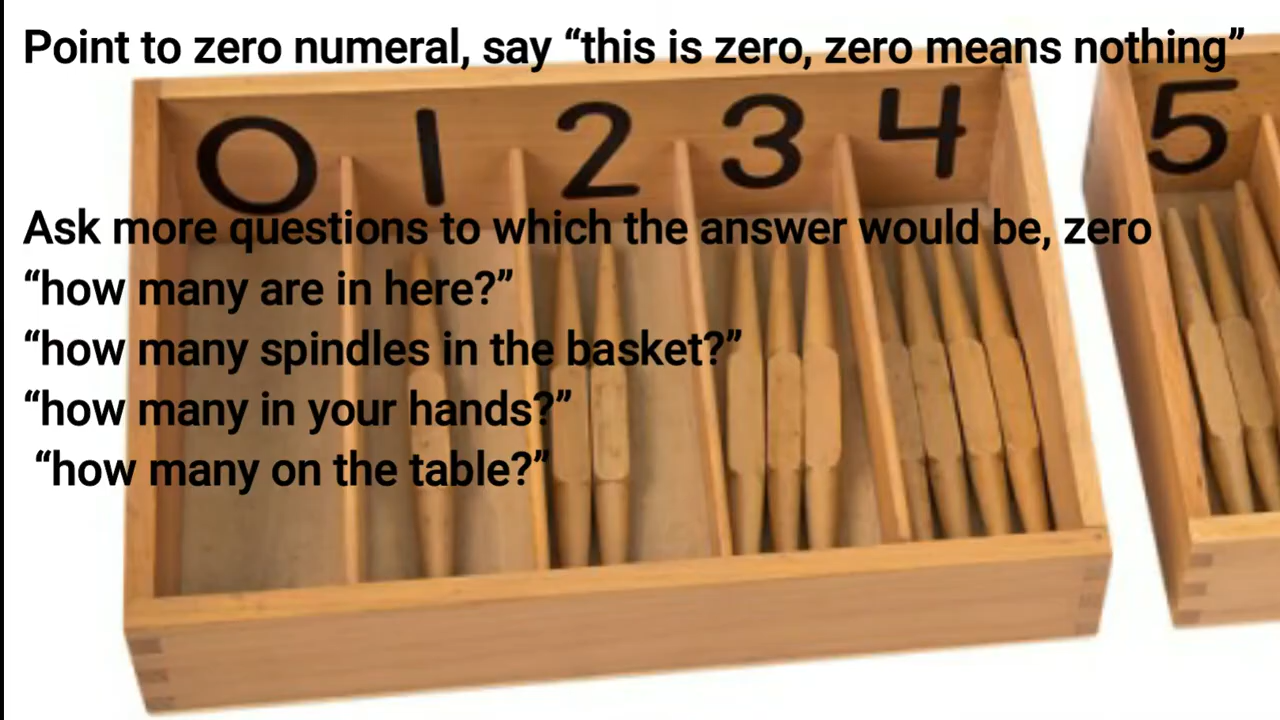 Point to zero numeral, say “this is zero, zero means nothing”
0 1 2 3 4 5
Ask more questions to which the answer would be, zero
“how many are in here?”
“how many spindles in the basket?”
“how many in your hands?”
“how many on the table?”